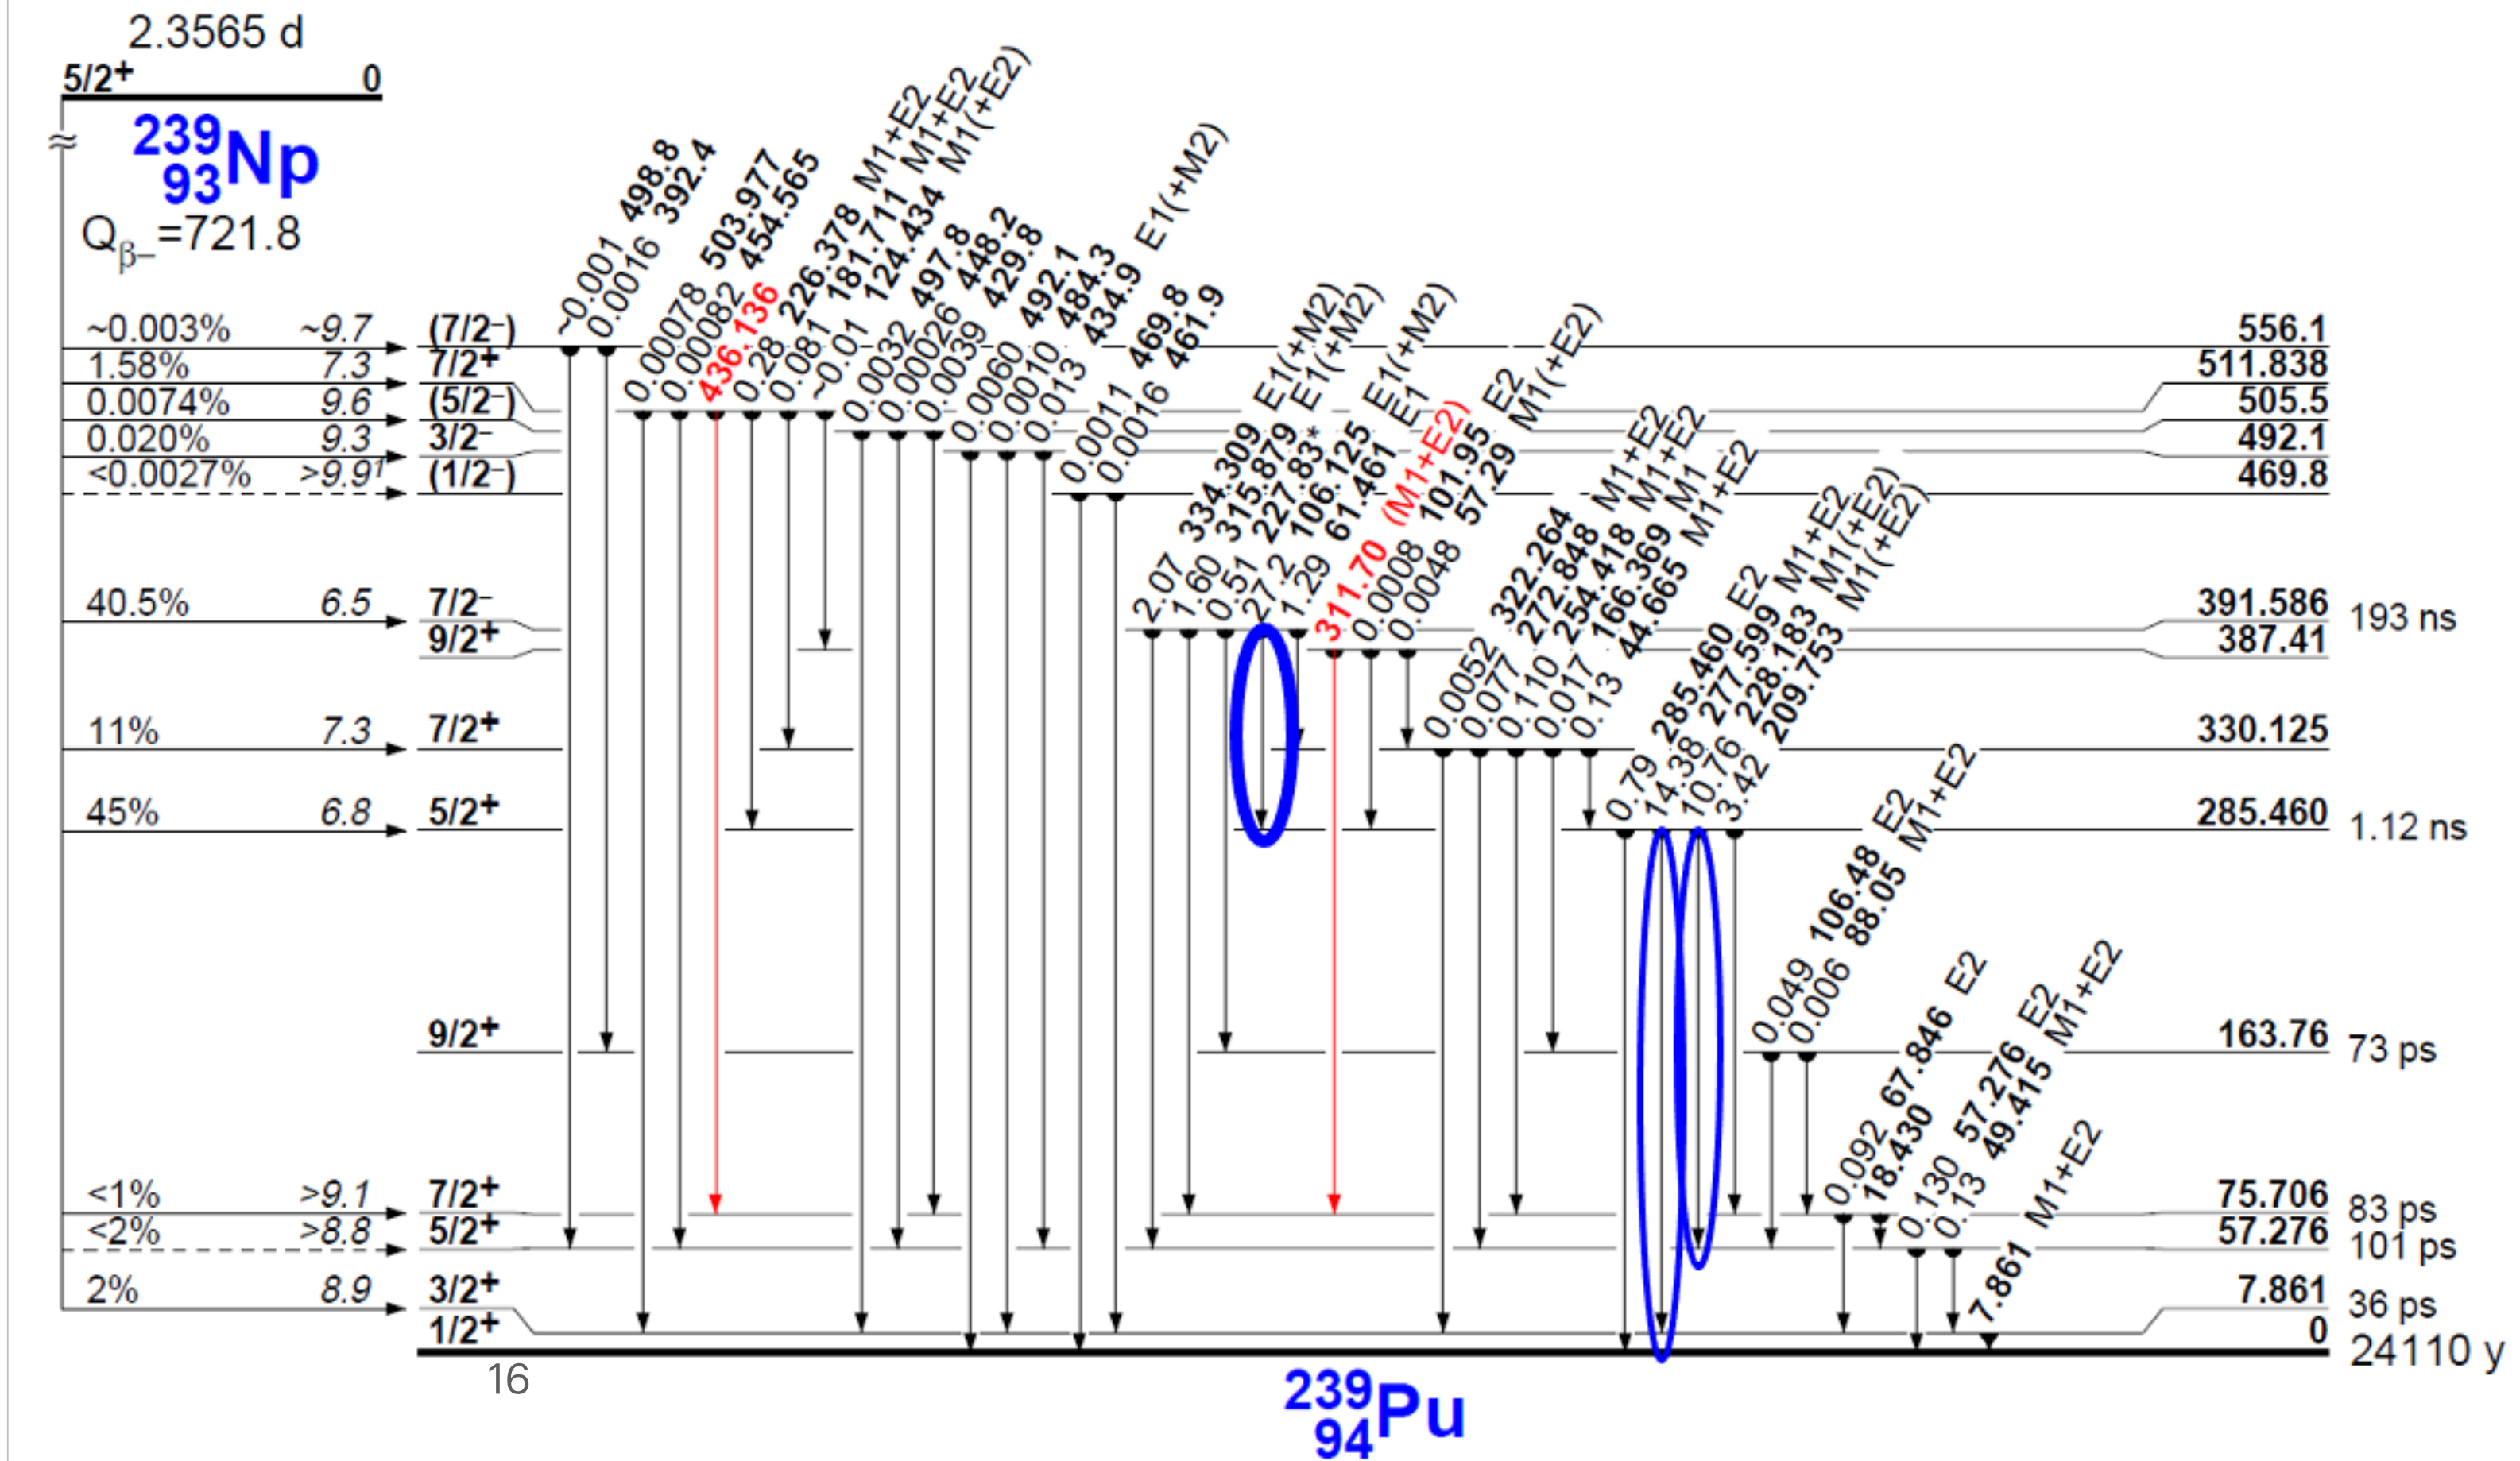 2.3565 d
5/2+ 0
239
93Np
Qβ−=721.8
~0.001 498.8
0.0016 392.4
0.00078 503.977
0.00082 454.565
436.136
0.28 226.378 M1+E2
0.081 181.711 M1+E2
~0.01 124.434 M1(+E2)
0.0032 497.8
0.00026 448.2
0.0039 429.8
0.0060 492.1
0.0010 484.3
0.013 434.9 E1(+M2)
0.0011 469.8
0.0016 461.9
2.07 334.309 E1(+M2)
1.60 315.879 E1(+M2)
0.51 227.83*
27.2 106.125 E1(+M2)
1.29 61.461 E1
311.70 (M1+E2)
0.0008 101.95 E2
0.0048 57.29 M1(+E2)
0.0052 322.264
0.077 272.848 M1+E2
0.110 254.418 M1+E2
0.017 166.369 M1
0.13 44.665 M1+E2
0.79 285.460 E2
14.38 277.599 M1+E2
10.76 228.183 M1(+E2)
3.42 209.753 M1(+E2)
0.049 106.48 E2
0.006 88.05 M1+E2
0.092 67.846 E2
18.430
0.130 57.276 E2
0.13 49.415 M1+E2
7.861 M1+E2
~0.003% ~9.7 (7/2−) 556.1
1.58% 7.3 7/2+ 511.838
0.0074% 9.6 (5/2−) 505.5
0.020% 9.3 3/2− 492.1
<0.0027% >9.9¹ (1/2−) 469.8
40.5% 6.5 7/2− 391.586 193 ns
9/2+ 387.41
11% 7.3 7/2+ 330.125
45% 6.8 5/2+ 285.460 1.12 ns
9/2+ 163.76 73 ps
<1% >9.1 7/2+ 75.706 83 ps
<2% >8.8 5/2+ 57.276 101 ps
2% 8.9 3/2+ 7.861 36 ps
1/2+ 0 24110 y
16
239
94Pu